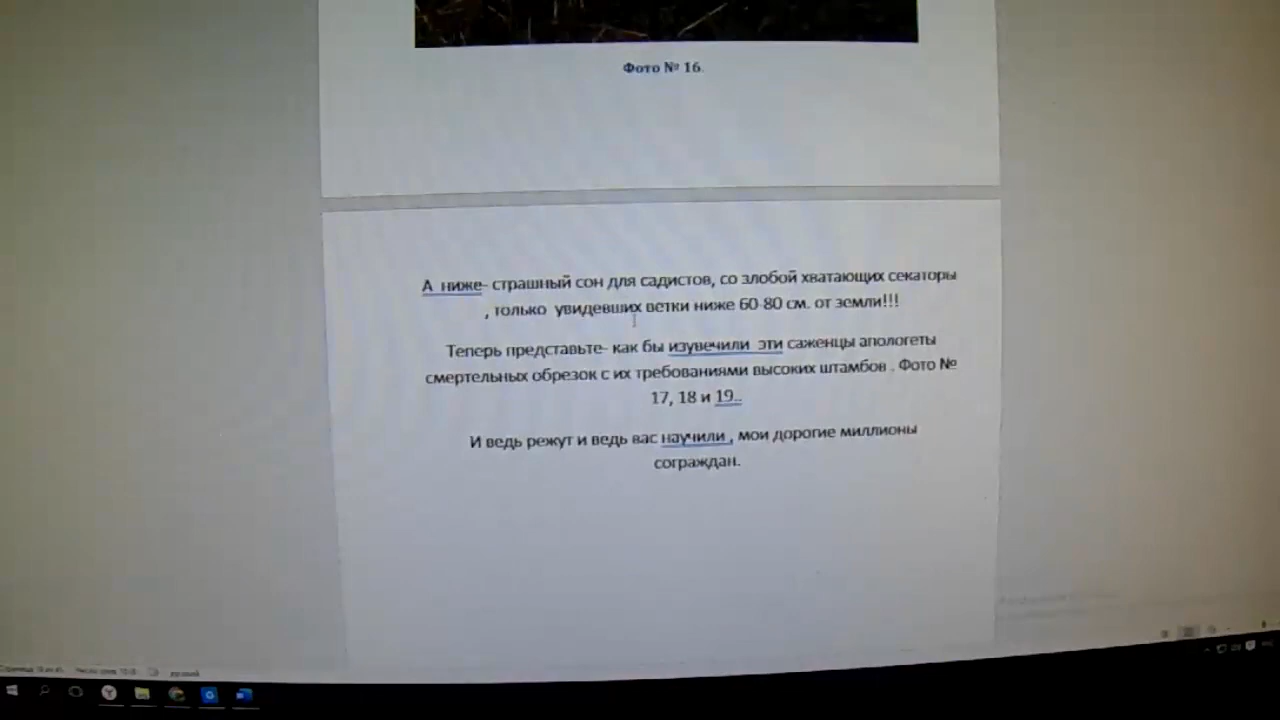 Фото № 16.
А ниже- страшный сон для садистов, со злобой хватающих секаторы
, только увидевших ветки ниже 60-80 см. от земли!!!
Теперь представьте- как бы изувечили эти саженцы апологеты
смертельных обрезок с их требованиями высоких штамбов . Фото №
17, 18 и 19..
И ведь режут и ведь вас научили , мои дорогие миллионы
сограждан.
русский